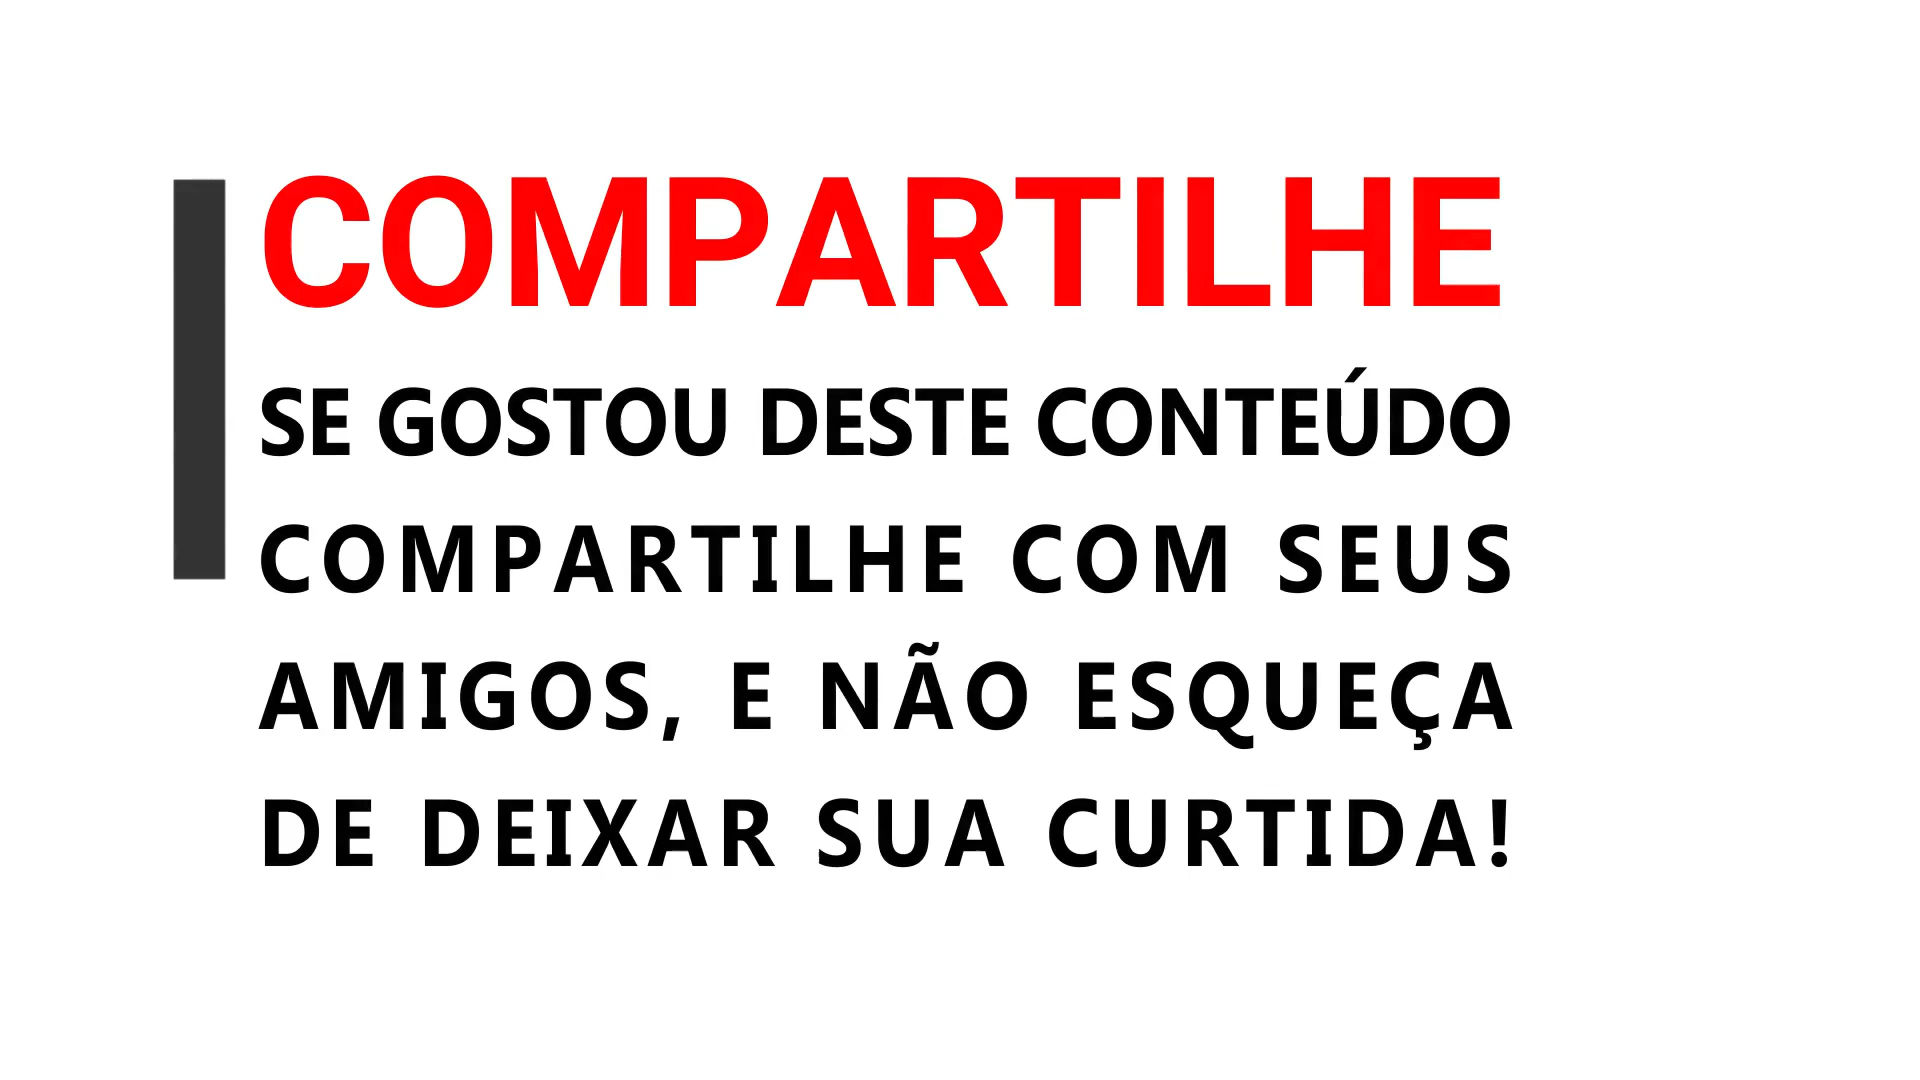 COMPARTILHE
SE GOSTOU DESTE CONTEÚDO
COMPARTILHE COM SEUS
AMIGOS, E NÃO ESQUEÇA
DE DEIXAR SUA CURTIDA!